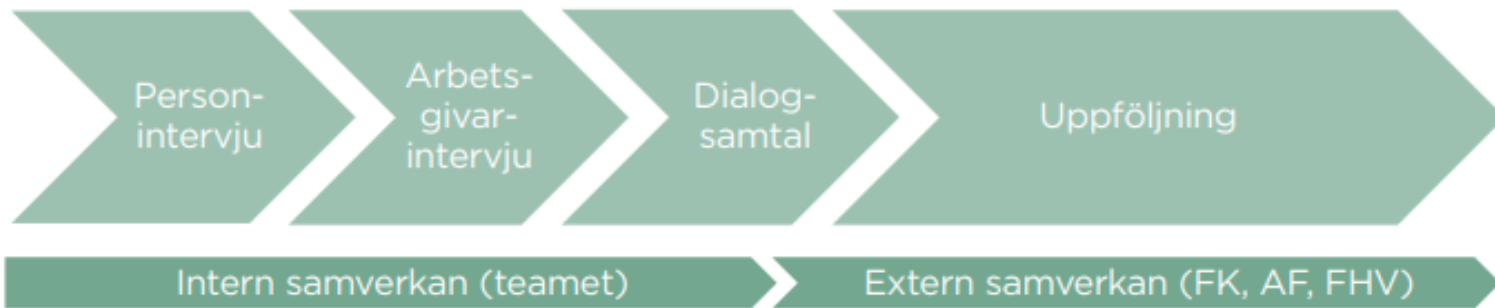 Person-
intervju
Arbets-
givar-
intervju
Dialog-
samtal
Uppföljning
Intern samverkan (teamet)
Extern samverkan (FK, AF, FHV)